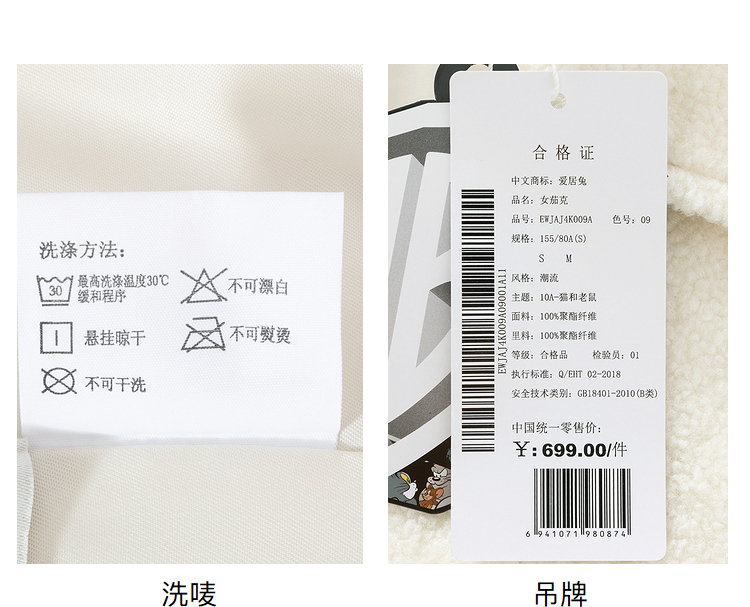 洗涤方法：
30
最高洗涤温度30℃
缓和程序
不可漂白
悬挂晾干
不可熨烫
不可干洗
洗唛
合格证
中文商标：爱居兔
品名：女茄克
品号：EWJAJ4K009A 色号：09
规格：155/80A(S)
S M
风格：潮流
主题：10A-猫和老鼠
面料：100%聚酯纤维
里料：100%聚酯纤维
等级：合格品 检验员：01
执行标准：Q/EHT 02-2018
安全技术类别：GB18401-2010(B类)
中国统一零售价：
¥:699.00/件
6 941071 980874
EWJAJ4K009A09001A11
吊牌